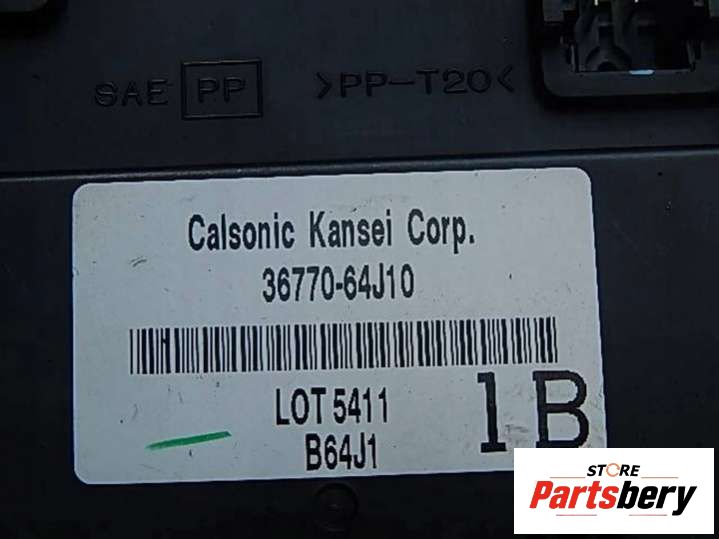 SAE PP >PP-T20<
Calsonic Kansei Corp.
36770-64J10
LOT 5411
B64J1
1B
STORE
Partsbery